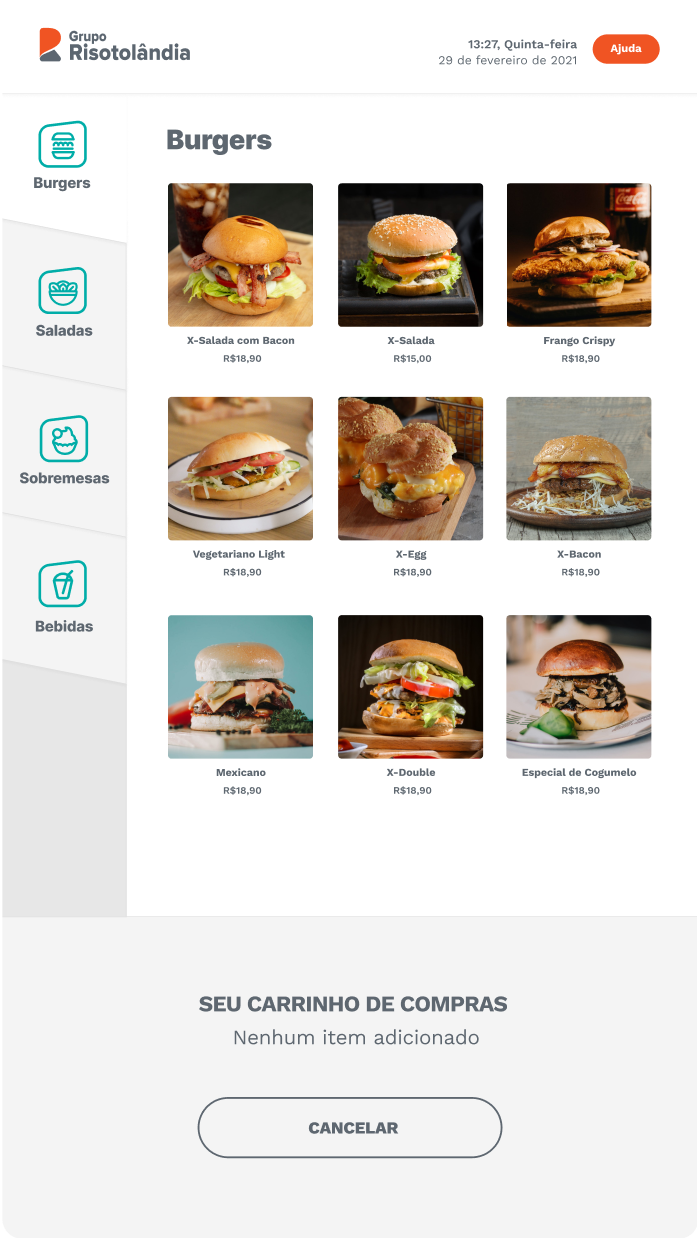 Grupo
Risotolândia
13:27, Quinta-feira
29 de fevereiro de 2021
Ajuda
Burgers
Saladas
Sobremesas
Bebidas
Burgers
X-Salada com Bacon
R$18,90
X-Salada
R$15,00
Frango Crispy
R$18,90
Vegetariano Light
R$18,90
X-Egg
R$18,90
X-Bacon
R$18,90
Mexicano
R$18,90
X-Double
R$18,90
Especial de Cogumelo
R$18,90
SEU CARRINHO DE COMPRAS
Nenhum item adicionado
CANCELAR